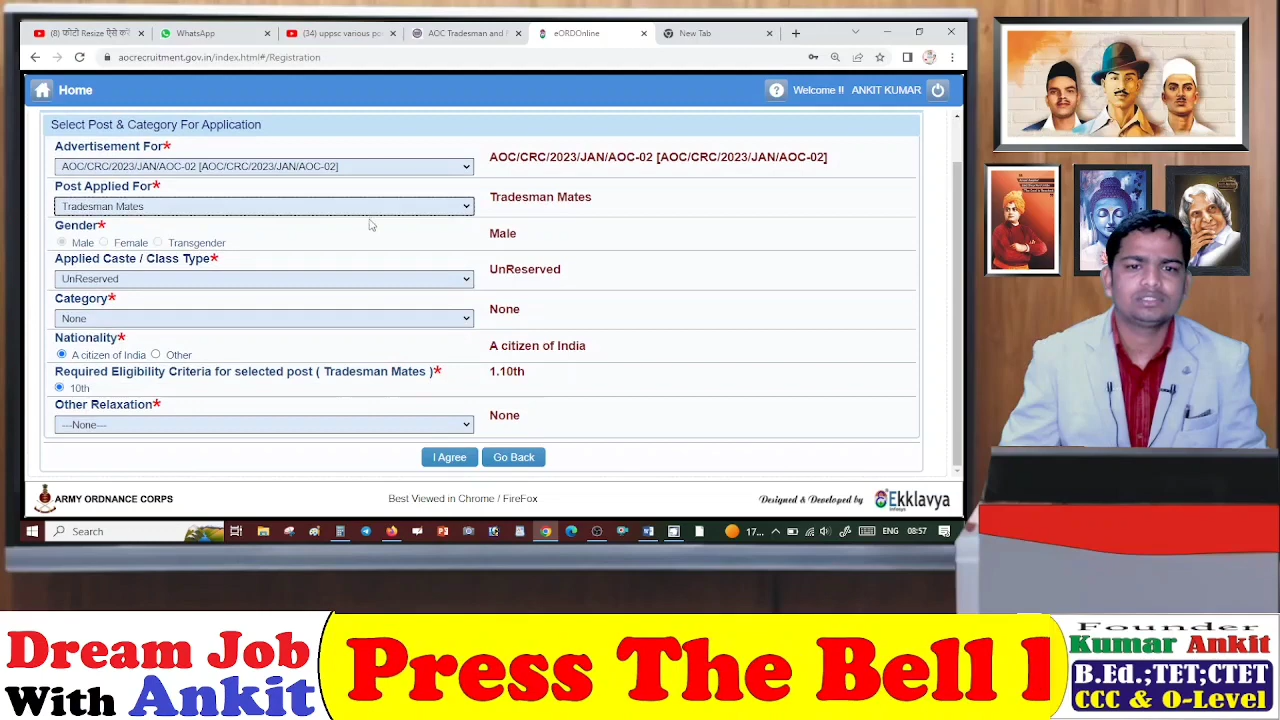 (8) फोटो Resize ऐसे करें
WhatsApp
(34) uppsc various po
AOC Tradesman and
eORDOnline
New Tab
aocrecruitment.gov.in/index.html#/Registration
Home
Welcome !! ANKIT KUMAR
Select Post & Category For Application
Advertisement For*
AOC/CRC/2023/JAN/AOC-02 [AOC/CRC/2023/JAN/AOC-02]
AOC/CRC/2023/JAN/AOC-02 [AOC/CRC/2023/JAN/AOC-02]
Post Applied For*
Tradesman Mates
Tradesman Mates
Gender*
Male Female Transgender
Male
Applied Caste / Class Type*
UnReserved
UnReserved
Category*
None
None
Nationality*
A citizen of India Other
A citizen of India
Required Eligibility Criteria for selected post ( Tradesman Mates )*
10th
1.10th
Other Relaxation*
---None---
None
I Agree Go Back
ARMY ORDNANCE CORPS
Best Viewed in Chrome / FireFox
Designed & Developed by Ekklavya
Infosys
Search
17...
ENG
08:57
Dream Job
With Ankit
Press The Bell I
Founder
Kumar Ankit
B.Ed.;TET;CTET
CCC & O-Level